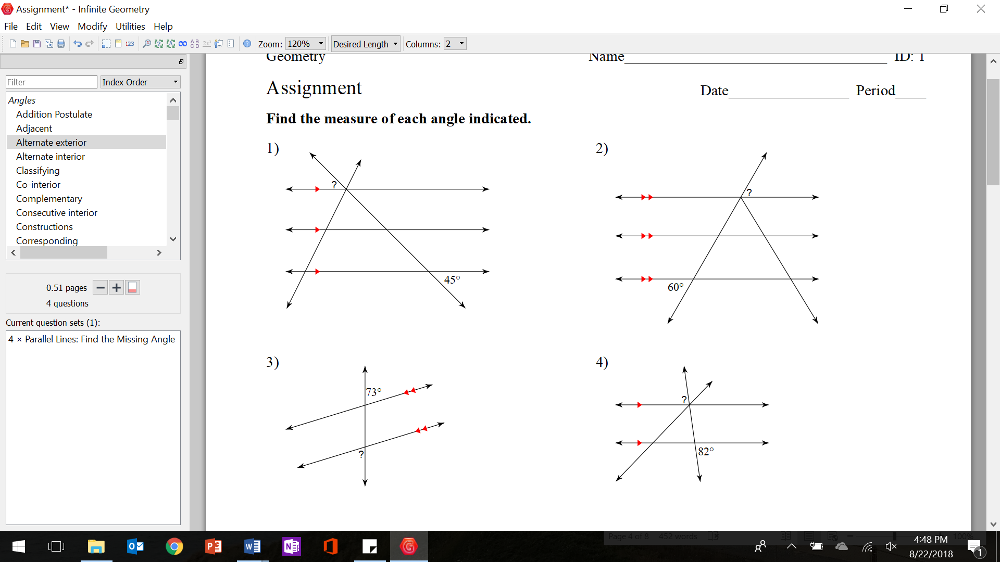 Assignment* - Infinite Geometry
File Edit View Modify Utilities Help
123 Zoom: 120% Desired Length Columns: 2
Geometry Name ID: 1
Filter Index Order
Assignment Date Period
Angles
Addition Postulate
Adjacent
Alternate exterior
Alternate interior
Classifying
Co-interior
Complementary
Consecutive interior
Constructions
Corresponding
0.51 pages
4 questions
Current question sets (1):
4 × Parallel Lines: Find the Missing Angle
Find the measure of each angle indicated.
1)
?
45°
2)
?
60°
3)
73°
?
4)
?
82°
Page 4 of 8 452 words 100%
4:48 PM
8/22/2018
1